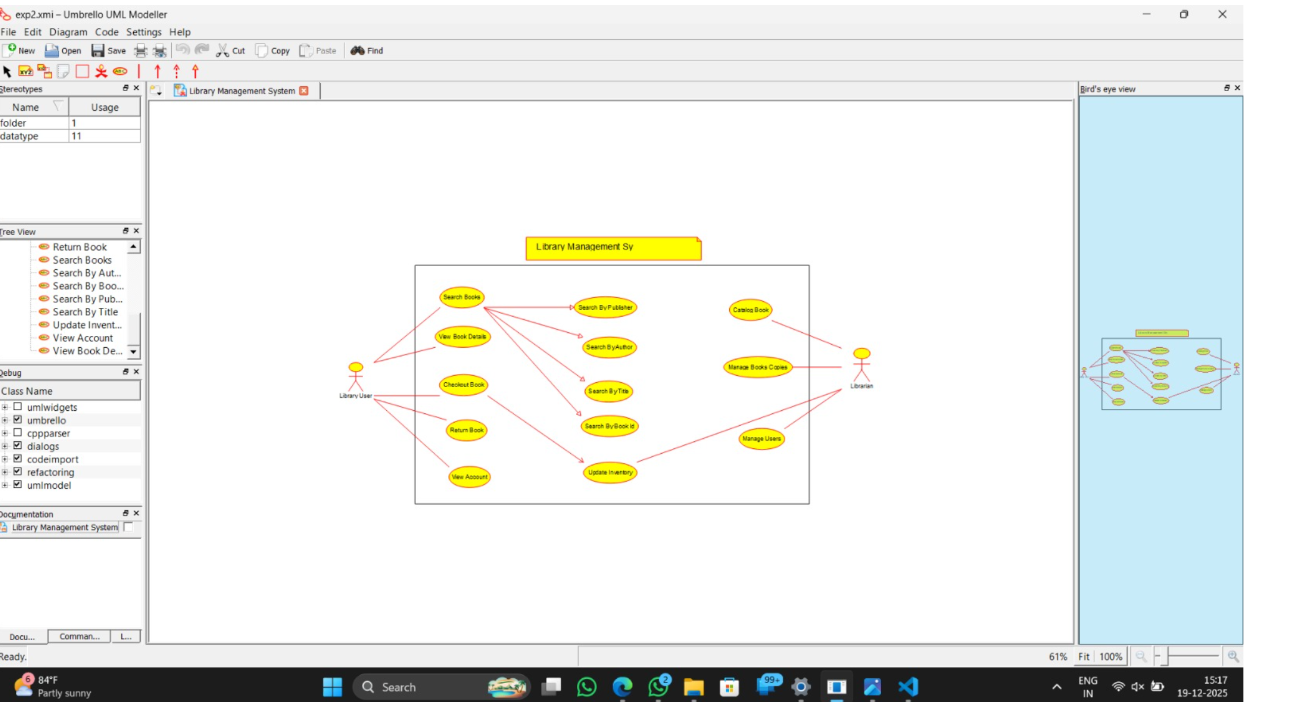 exp2.xmi – Umbrello UML Modeller
File Edit Diagram Code Settings Help
New Open Save Cut Copy Paste Find
Stereotypes
Library Management System
Bird's eye view
Name Usage
folder 1
datatype 11
Tree View
Return Book
Search Books
Search By Aut...
Search By Boo...
Search By Pub...
Search By Title
Update Invent...
View Account
View Book De...
Debug
Class Name
umlwidgets
umbrello
cppparser
dialogs
codeimport
refactoring
umlmodel
Documentation
Library Management System
Docu... Comman... L...
Library Management Sy
Search Books
View Book Details
Checkout Book
Return Book
View Account
Search By Publisher
Search By Author
Search By Title
Search By Book Id
Update Inventory
Catalog Book
Manage Books Copies
Manage Users
Library User
Librarian
Ready.
61% Fit 100%
6
84°F
Partly sunny
Search
2
99+
ENG
IN
15:17
19-12-2025